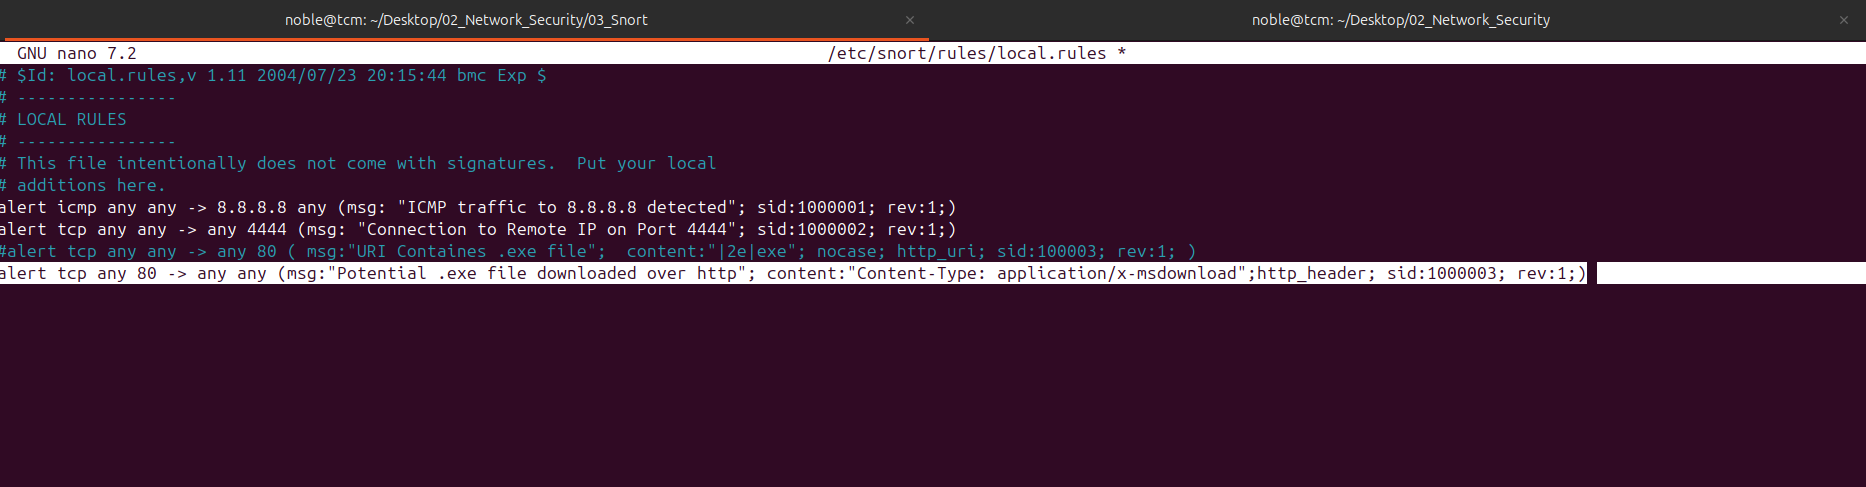 noble@tcm: ~/Desktop/02_Network_Security/03_Snort × noble@tcm: ~/Desktop/02_Network_Security ×
GNU nano 7.2 /etc/snort/rules/local.rules *
# $Id: local.rules,v 1.11 2004/07/23 20:15:44 bmc Exp $
# ----------------
# LOCAL RULES
# ----------------
# This file intentionally does not come with signatures.  Put your local
# additions here.
alert icmp any any -> 8.8.8.8 any (msg: "ICMP traffic to 8.8.8.8 detected"; sid:1000001; rev:1;)
alert tcp any any -> any 4444 (msg: "Connection to Remote IP on Port 4444"; sid:1000002; rev:1;)
#alert tcp any any -> any 80 ( msg:"URI Containes .exe file";  content:"|2e|exe"; nocase; http_uri; sid:100003; rev:1; )
alert tcp any 80 -> any any (msg:"Potential .exe file downloaded over http"; content:"Content-Type: application/x-msdownload";http_header; sid:1000003; rev:1;)